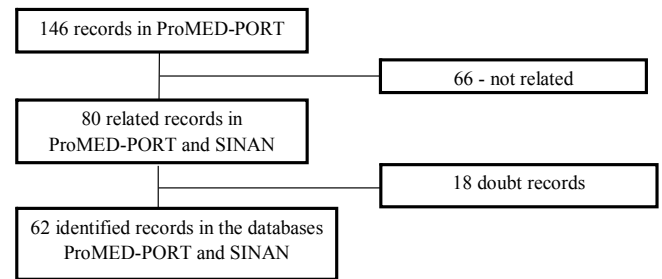 146 records in ProMED-PORT
66 - not related
80 related records in
ProMED-PORT and SINAN
18 doubt records
62 identified records in the databases
ProMED-PORT and SINAN